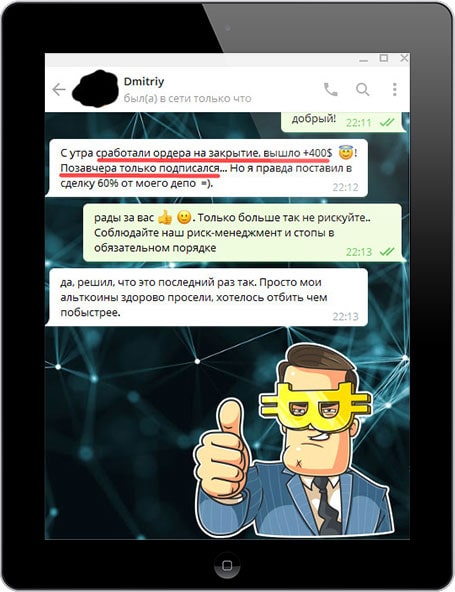 Dmitriy
был(а) в сети только что
добрый!
22:11
С утра сработали ордера на закрытие, вышло +400$ 😇!
Позавчера только подписался... Но я правда поставил в
сделку 60% от моего депо =).
22:12
рады за вас 👍 🙂. Только больше так не рискуйте..
Соблюдайте наш риск-менеджмент и стопы в
обязательном порядке
22:13
да, решил, что это последний раз так. Просто мои
альткоины здорово просели, хотелось отбить чем
побыстрее.
22:13